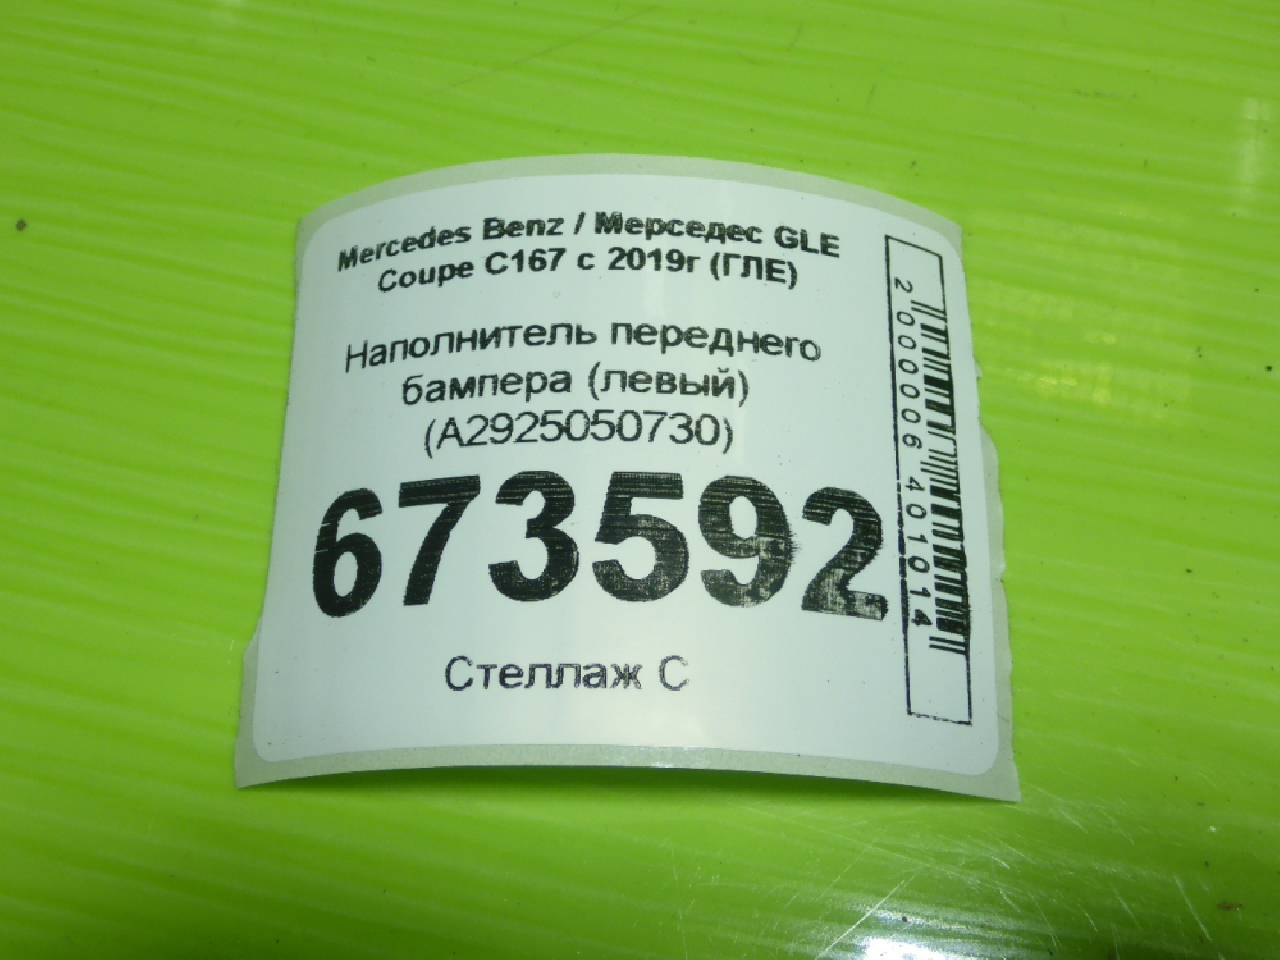 Mercedes Benz / Мерседес GLE
Coupe C167 с 2019г (ГЛЕ)
Наполнитель переднего
бампера (левый)
(A2925050730)
673592
Стеллаж С
2000006401014